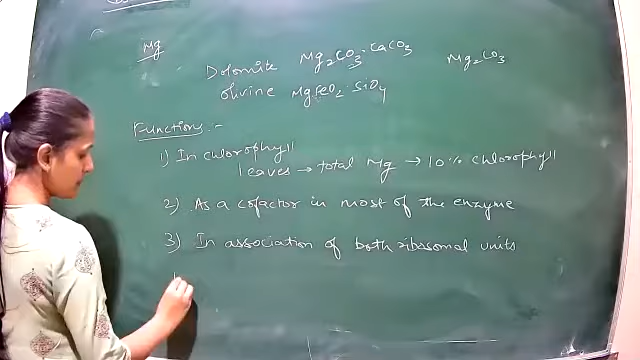 Mg
Dolomite Mg2CO3·CaCO3 Mg2CO3
Olivine MgFeO2·SiO4
Functions :-
1) In chlorophyll
leaves → total Mg → 10% chlorophyll
2) As a cofactor in most of the enzyme
3) In association of both ribosomal units